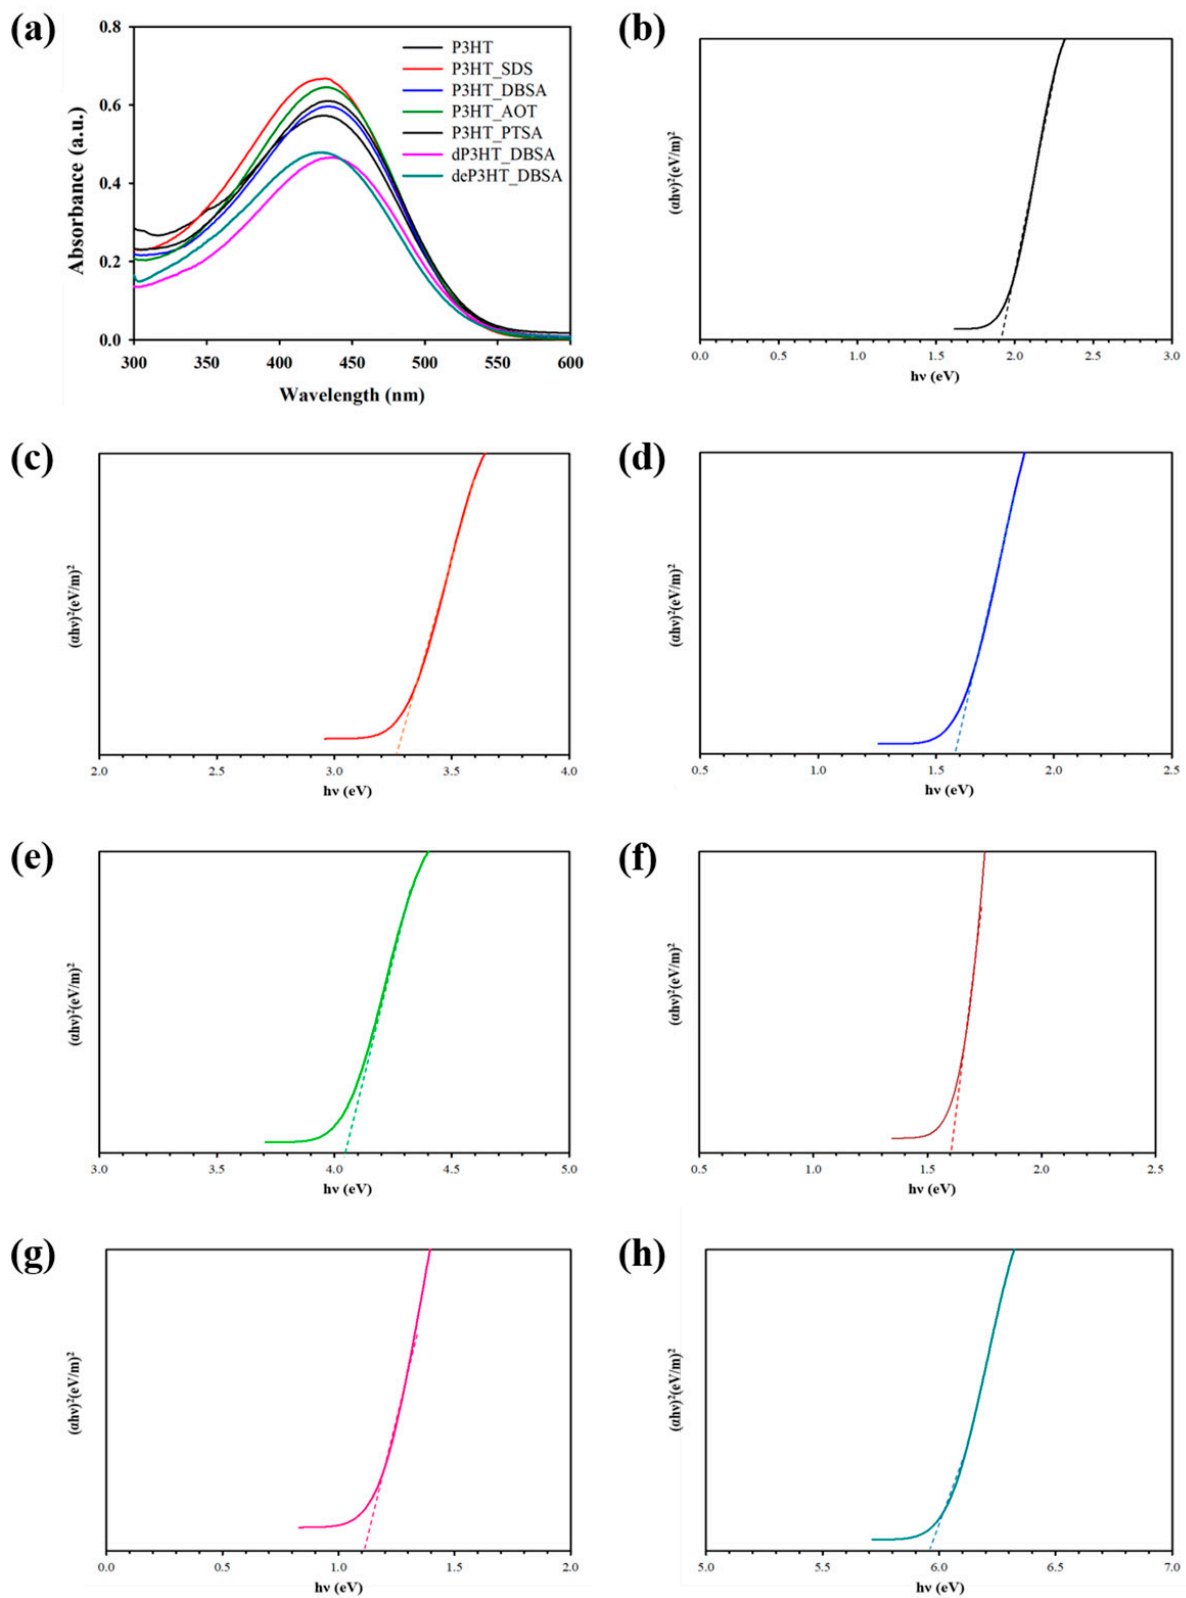 (a)
0.8
0.6
0.4
0.2
0.0
Absorbance (a.u.)
P3HT
P3HT_SDS
P3HT_DBSA
P3HT_AOT
P3HT_PTSA
dP3HT_DBSA
deP3HT_DBSA
300 350 400 450 500 550 600
Wavelength (nm)
(b)
(αhν)²(eV/m)²
0.0 0.5 1.0 1.5 2.0 2.5 3.0
hν (eV)
(c)
(αhν)²(eV/m)²
2.0 2.5 3.0 3.5 4.0
hν (eV)
(d)
(αhν)²(eV/m)²
0.5 1.0 1.5 2.0 2.5
hν (eV)
(e)
(αhν)²(eV/m)²
3.0 3.5 4.0 4.5 5.0
hν (eV)
(f)
(αhν)²(eV/m)²
0.5 1.0 1.5 2.0 2.5
hν (eV)
(g)
(αhν)²(eV/m)²
0.0 0.5 1.0 1.5 2.0
hν (eV)
(h)
(αhν)²(eV/m)²
5.0 5.5 6.0 6.5 7.0
hν (eV)